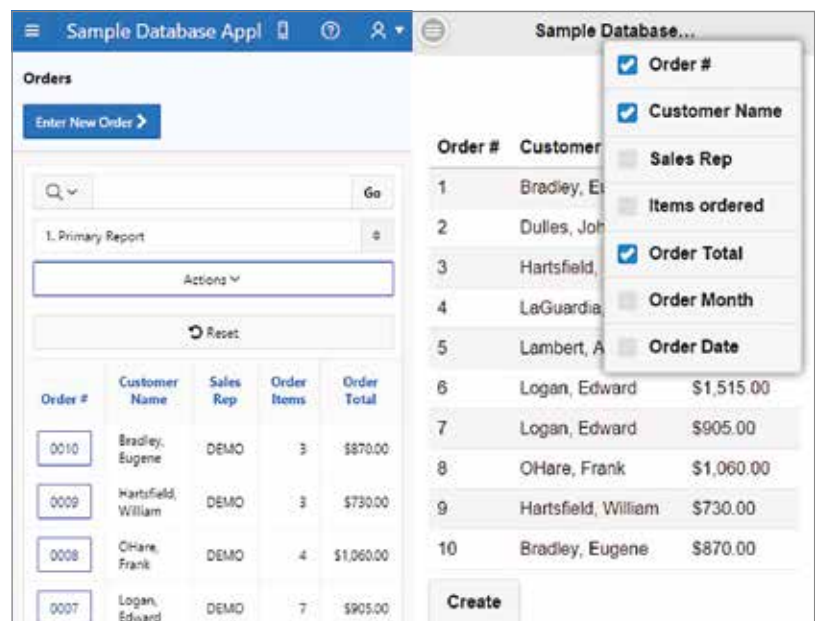 Sample Database Appl
Orders
Enter New Order
Go
1. Primary Report
Actions
Reset
Order # Customer Name Sales Rep Order Items Order Total
0010 Bradley, Eugene DEMO 3 $870.00
0009 Hartsfield, William DEMO 3 $730.00
0008 OHare, Frank DEMO 4 $1,060.00
0007 Logan, Edward DEMO 7 $905.00
Sample Database...
Order #
Customer Name
Sales Rep
Items ordered
Order Total
Order Month
Order Date
Order # Customer
1 Bradley, Eu
2 Dulles, Joh
3 Hartsfield,
4 LaGuardia,
5 Lambert, A
6 Logan, Edward $1,515.00
7 Logan, Edward $905.00
8 OHare, Frank $1,060.00
9 Hartsfield, William $730.00
10 Bradley, Eugene $870.00
Create